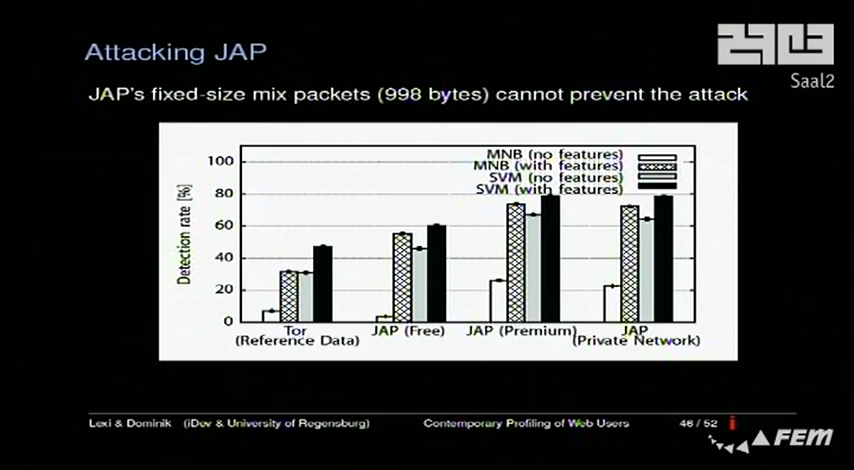 Attacking JAP
Saal2
JAP's fixed-size mix packets (998 bytes) cannot prevent the attack
MNB (no features)
MNB (with features)
SVM (no features)
SVM (with features)
Detection rate [%]
100
80
60
40
20
0
Tor
(Reference Data)
JAP (Free)
JAP (Premium)
JAP
(Private Network)
Lexi & Dominik (iDev & University of Regensburg) Contemporary Profiling of Web Users 46 / 52
FEM